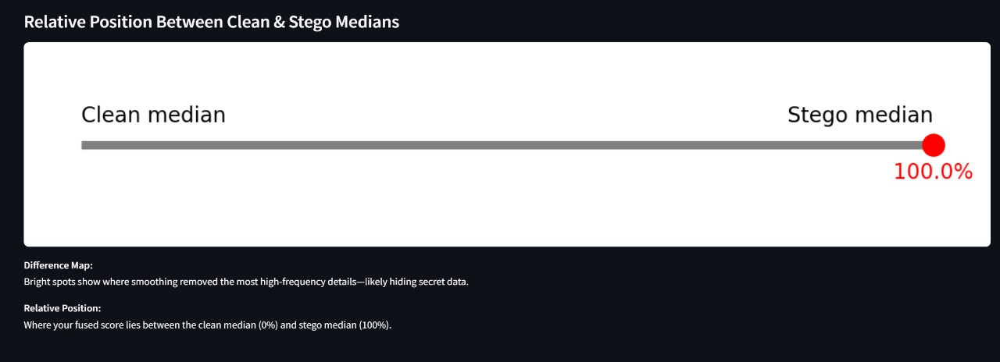 Relative Position Between Clean & Stego Medians
Clean median
Stego median
100.0%
Difference Map:
Bright spots show where smoothing removed the most high-frequency details—likely hiding secret data.
Relative Position:
Where your fused score lies between the clean median (0%) and stego median (100%).